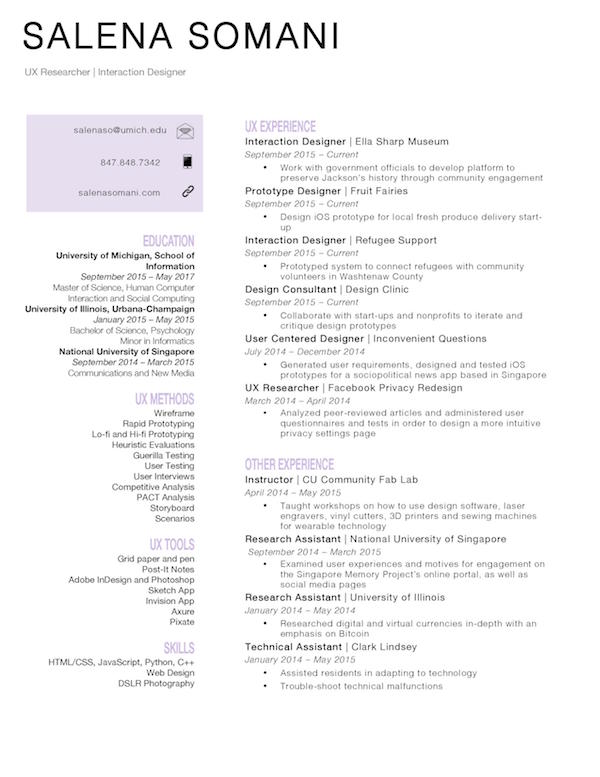 SALENA SOMANI
UX Researcher | Interaction Designer
salenaso@umich.edu
847.848.7342
salenasomani.com
EDUCATION
University of Michigan, School of
Information
September 2015 – May 2017
Master of Science, Human Computer
Interaction and Social Computing
University of Illinois, Urbana-Champaign
January 2015 – May 2015
Bachelor of Science, Psychology
Minor in Informatics
National University of Singapore
September 2014 – March 2015
Communications and New Media
UX METHODS
Wireframe
Rapid Prototyping
Lo-fi and Hi-fi Prototyping
Heuristic Evaluations
Guerilla Testing
User Testing
User Interviews
Competitive Analysis
PACT Analysis
Storyboard
Scenarios
UX TOOLS
Grid paper and pen
Post-It Notes
Adobe InDesign and Photoshop
Sketch App
Invision App
Axure
Pixate
SKILLS
HTML/CSS, JavaScript, Python, C++
Web Design
DSLR Photography
UX EXPERIENCE
Interaction Designer | Ella Sharp Museum
September 2015 – Current
• Work with government officials to develop platform to
preserve Jackson's history through community engagement
Prototype Designer | Fruit Fairies
September 2015 – Current
• Design iOS prototype for local fresh produce delivery start-
up
Interaction Designer | Refugee Support
September 2015 – Current
• Prototyped system to connect refugees with community
volunteers in Washtenaw County
Design Consultant | Design Clinic
September 2015 – Current
• Collaborate with start-ups and nonprofits to iterate and
critique design prototypes
User Centered Designer | Inconvenient Questions
July 2014 – December 2014
• Generated user requirements, designed and tested iOS
prototypes for a sociopolitical news app based in Singapore
UX Researcher | Facebook Privacy Redesign
March 2014 – April 2014
• Analyzed peer-reviewed articles and administered user
questionnaires and tests in order to design a more intuitive
privacy settings page
OTHER EXPERIENCE
Instructor | CU Community Fab Lab
April 2014 – May 2015
• Taught workshops on how to use design software, laser
engravers, vinyl cutters, 3D printers and sewing machines
for wearable technology
Research Assistant | National University of Singapore
September 2014 – March 2015
• Examined user experiences and motives for engagement on
the Singapore Memory Project's online portal, as well as
social media pages
Research Assistant | University of Illinois
January 2014 – May 2014
• Researched digital and virtual currencies in-depth with an
emphasis on Bitcoin
Technical Assistant | Clark Lindsey
January 2014 – May 2015
• Assisted residents in adapting to technology
• Trouble-shoot technical malfunctions